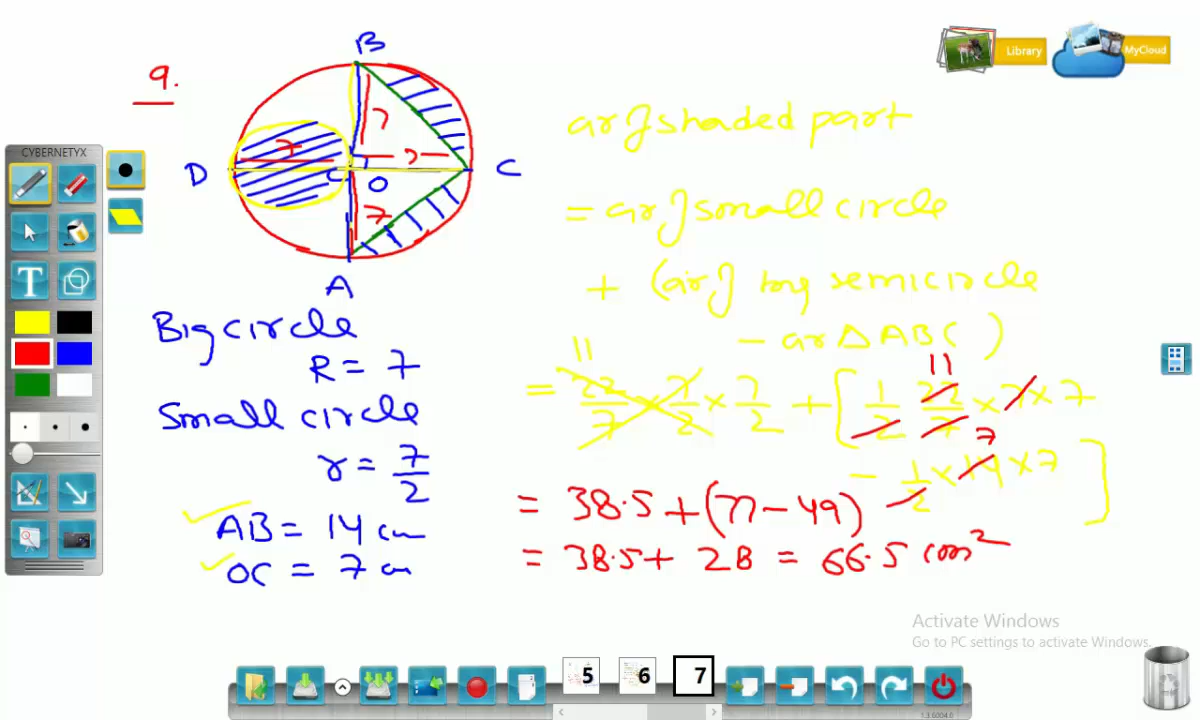 9.
B
7
7
7
7
D
C
O
C
A
Big circle
R = 7
Small circle
r = 7/2
AB = 14 cm
OC = 7 cm
ar of shaded part
= ar of small circle
+ (ar of big semicircle
- ar Δ ABC )
11 11
= 22/7 × 7/2 × 7/2 + [ 1/2 22/7 × 7 × 7
7
- 1/2 × 14 × 7 ]
= 38.5 + (77 - 49)
= 38.5 + 28 = 66.5 cm²
Library
MyCloud
CYBERNETYX
T
Activate Windows
Go to PC settings to activate Windows.
5
6
7
1.3.6004.0